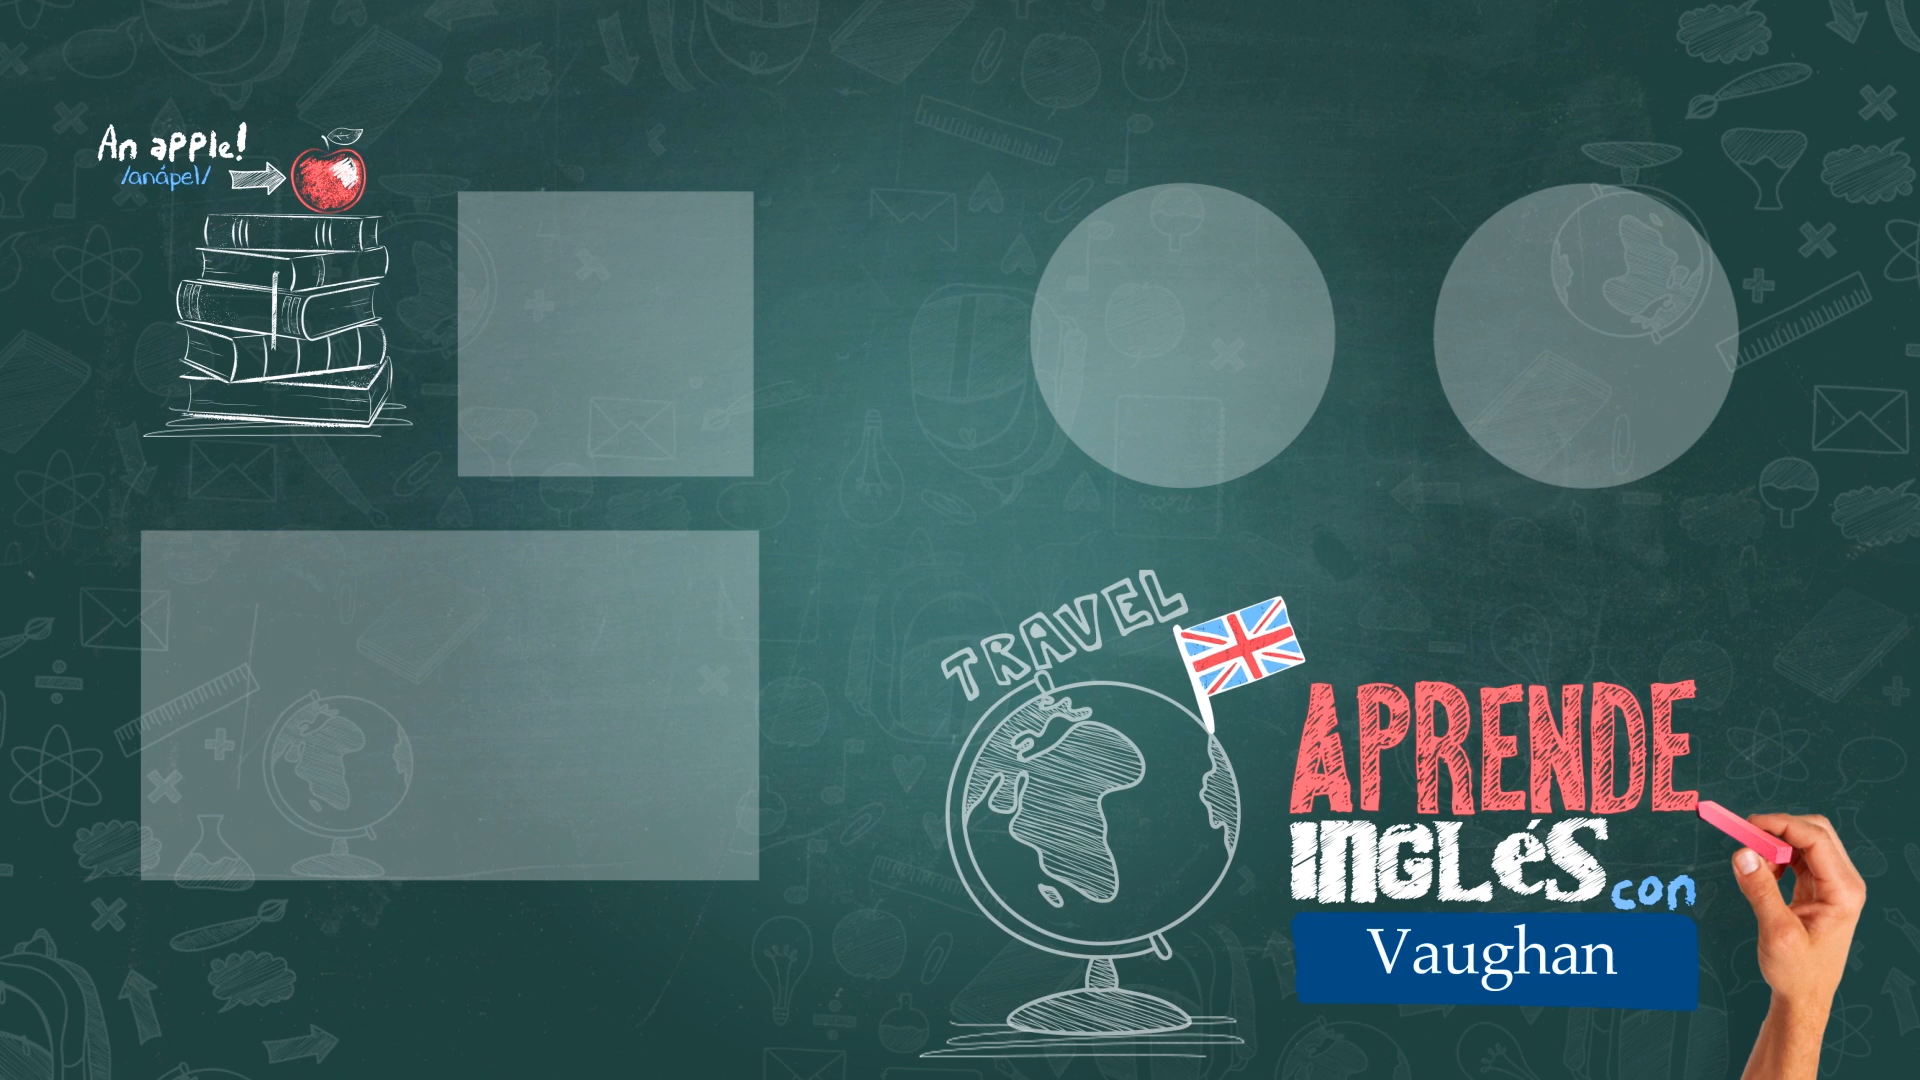 An apple!
/anápel/
TRAVEL
APRENDE
INGLéS con
Vaughan